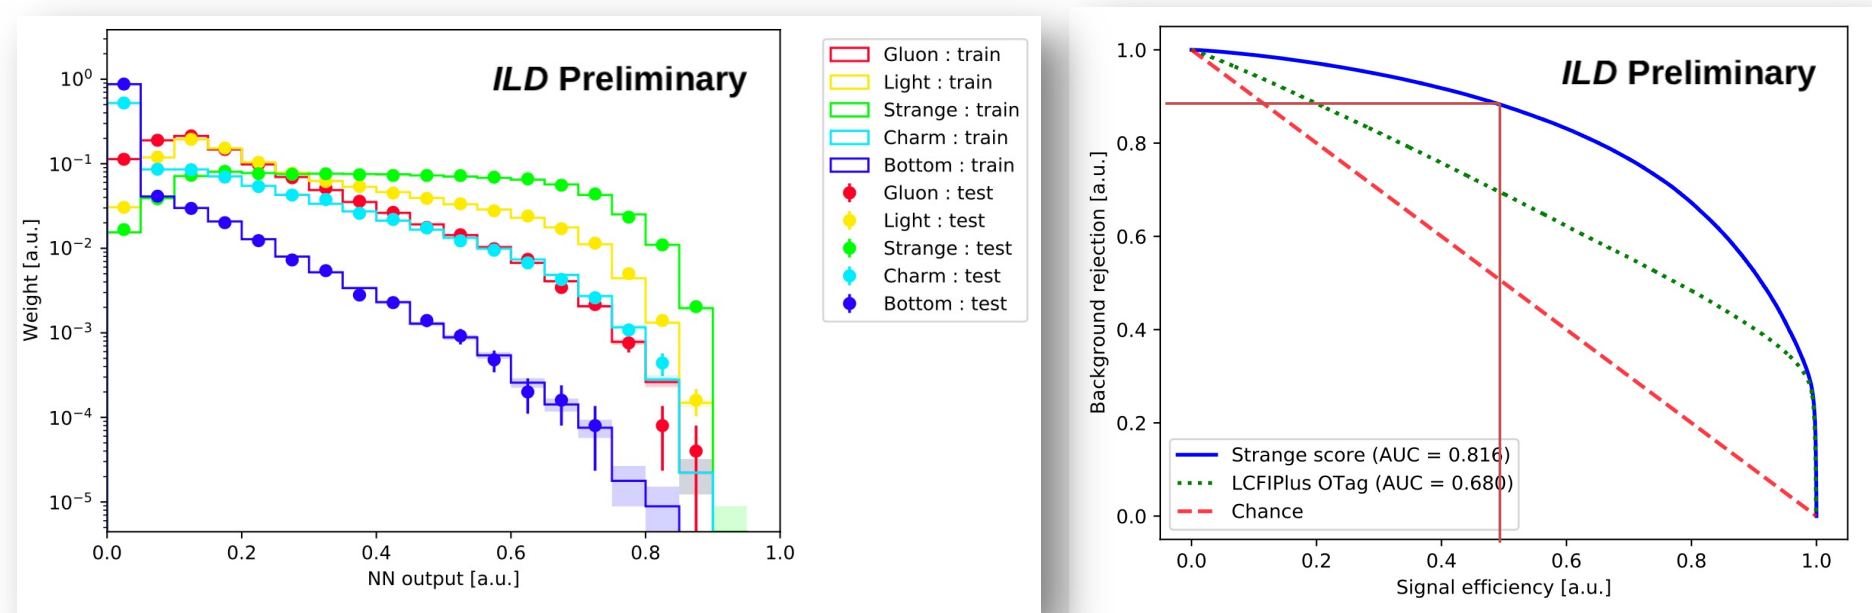 ILD Preliminary
Weight [a.u.]
10⁰
10⁻¹
10⁻²
10⁻³
10⁻⁴
10⁻⁵
0.0 0.2 0.4 0.6 0.8 1.0
NN output [a.u.]
Gluon : train
Light : train
Strange : train
Charm : train
Bottom : train
Gluon : test
Light : test
Strange : test
Charm : test
Bottom : test
ILD Preliminary
Background rejection [a.u.]
1.0
0.8
0.6
0.4
0.2
0.0
Strange score (AUC = 0.816)
LCFIPlus OTag (AUC = 0.680)
Chance
0.0 0.2 0.4 0.6 0.8 1.0
Signal efficiency [a.u.]